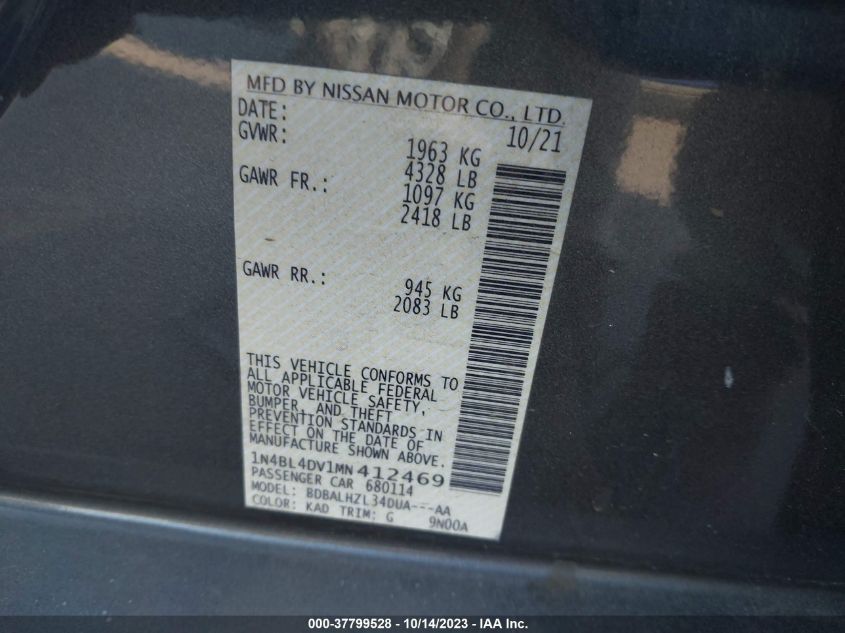 MFD BY NISSAN MOTOR CO., LTD.
DATE: 10/21
GVWR: 1963 KG
4328 LB
GAWR FR.: 1097 KG
2418 LB
GAWR RR.: 945 KG
2083 LB
THIS VEHICLE CONFORMS TO
ALL APPLICABLE FEDERAL
MOTOR VEHICLE SAFETY,
BUMPER, AND THEFT
PREVENTION STANDARDS IN
EFFECT ON THE DATE OF
MANUFACTURE SHOWN ABOVE.
1N4BL4DV1MN412469
PASSENGER CAR 680114
MODEL: BDBALHZL34DUA---AA
COLOR: KAD TRIM: G 9N00A
000-37799528 - 10/14/2023 - IAA Inc.